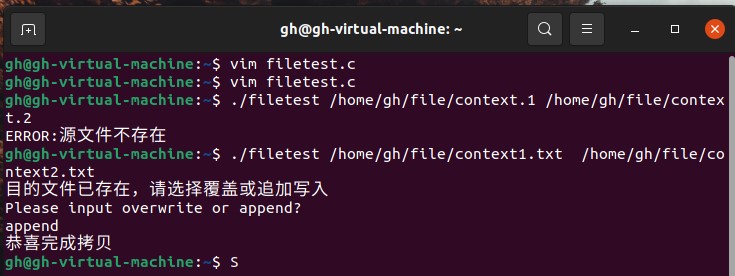 gh@gh-virtual-machine: ~
gh@gh-virtual-machine:~$ vim filetest.c
gh@gh-virtual-machine:~$ vim filetest.c
gh@gh-virtual-machine:~$ ./filetest /home/gh/file/context.1 /home/gh/file/contex
t.2
ERROR:源文件不存在
gh@gh-virtual-machine:~$ ./filetest /home/gh/file/context1.txt  /home/gh/file/co
ntext2.txt
目的文件已存在，请选择覆盖或追加写入
Please input overwrite or append?
append
恭喜完成拷贝
gh@gh-virtual-machine:~$ S